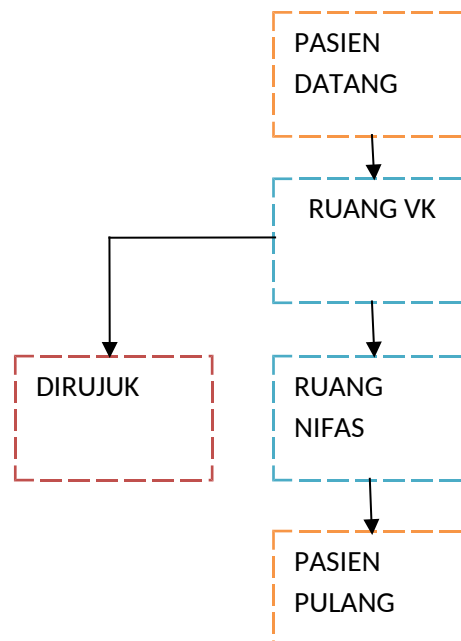 PASIEN
DATANG
RUANG VK
DIRUJUK
RUANG
NIFAS
PASIEN
PULANG